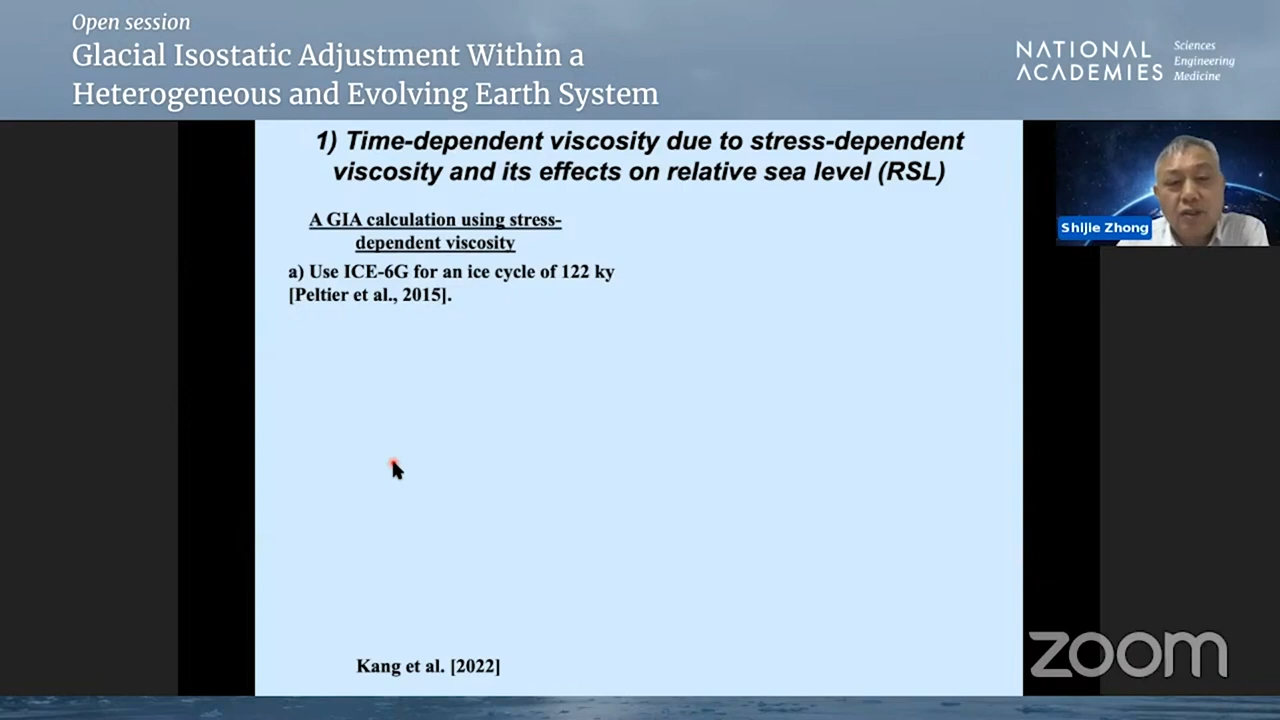 Open session
Glacial Isostatic Adjustment Within a
Heterogeneous and Evolving Earth System
NATIONAL
ACADEMIES
Sciences
Engineering
Medicine
1) Time-dependent viscosity due to stress-dependent
viscosity and its effects on relative sea level (RSL)
A GIA calculation using stress-
dependent viscosity
a) Use ICE-6G for an ice cycle of 122 ky
[Peltier et al., 2015].
Shijie Zhong
Kang et al. [2022]
zoom